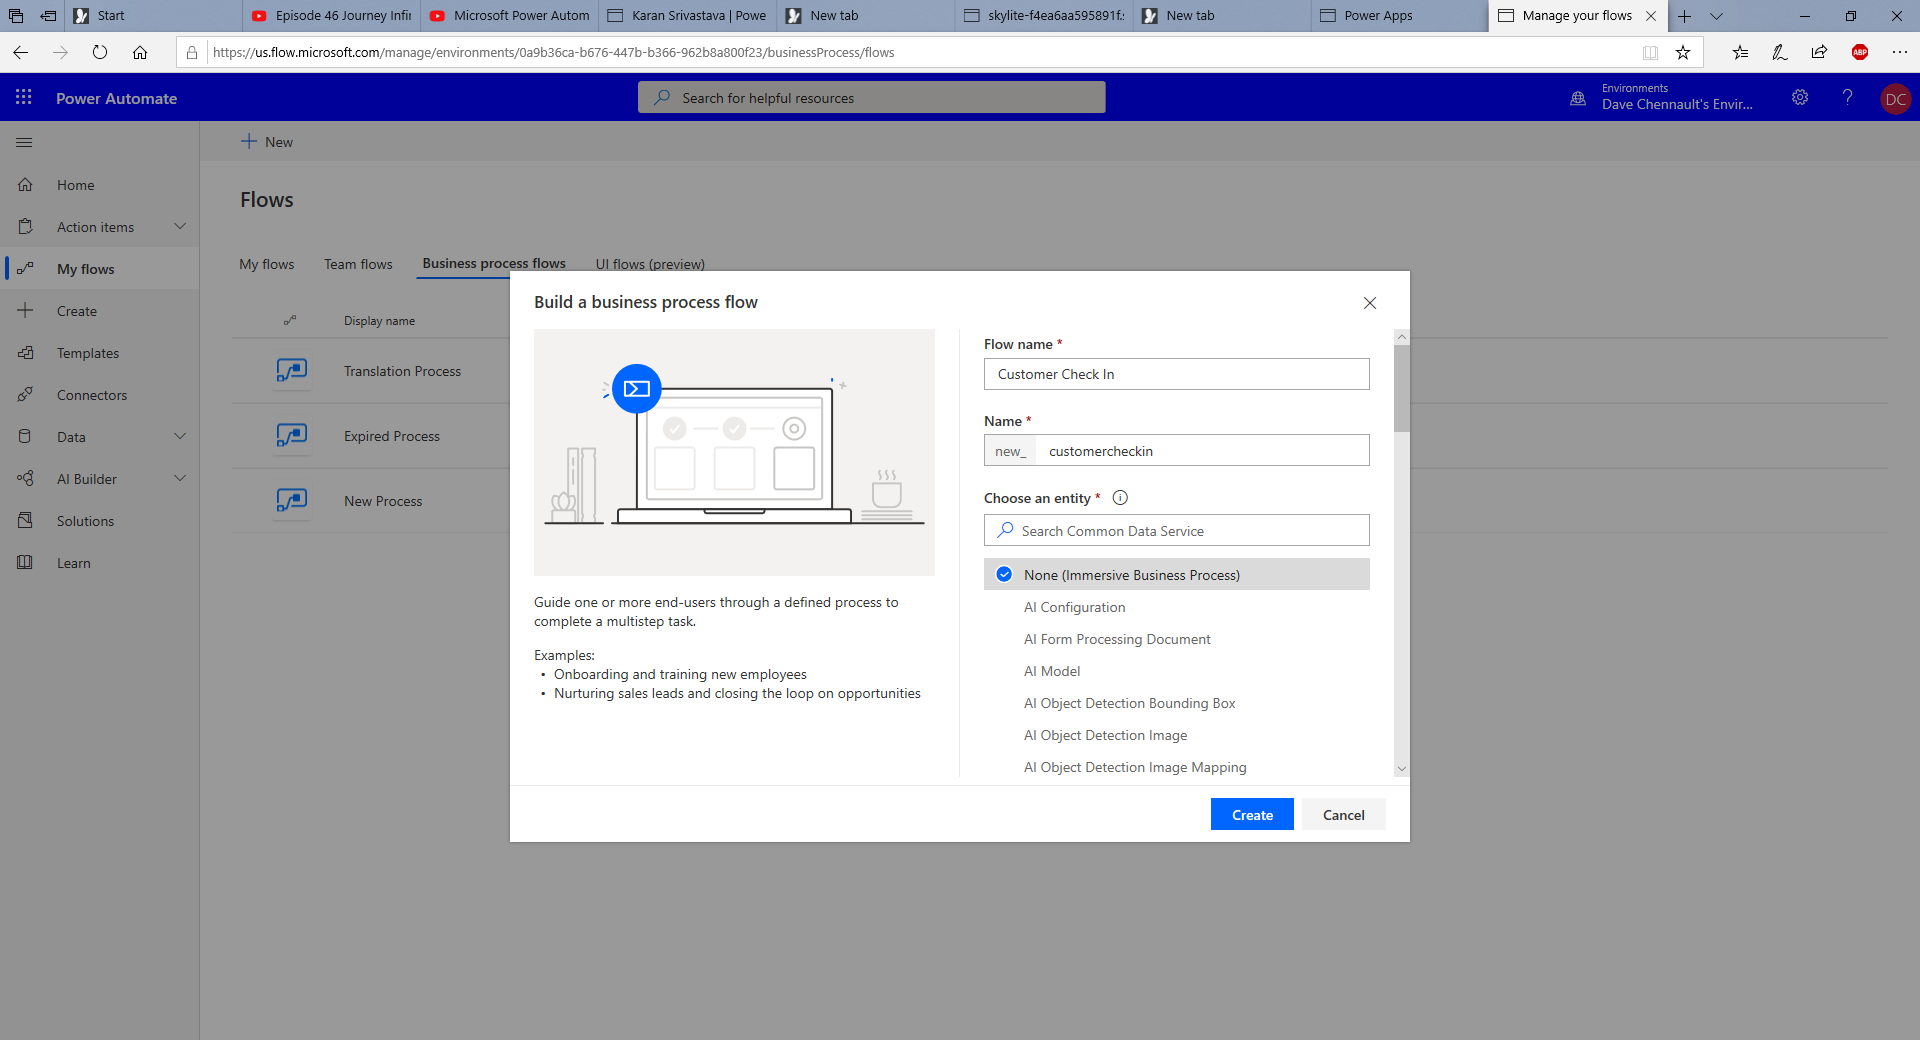 Start
Episode 46 Journey Infin
Microsoft Power Autom
Karan Srivastava | Powe
New tab
skylite-f4ea6aa595891f.s
New tab
Power Apps
Manage your flows
https://us.flow.microsoft.com/manage/environments/0a9b36ca-b676-447b-b366-962b8a800f23/businessProcess/flows
ABP
Power Automate
Search for helpful resources
Environments
Dave Chennault's Envir...
?
DC
New
Home
Action items
My flows
Create
Templates
Connectors
Data
AI Builder
Solutions
Learn
Flows
My flows
Team flows
Business process flows
UI flows (preview)
Display name
Translation Process
Expired Process
New Process
Build a business process flow
Guide one or more end-users through a defined process to
complete a multistep task.
Examples:
• Onboarding and training new employees
• Nurturing sales leads and closing the loop on opportunities
Flow name *
Customer Check In
Name *
new_ customercheckin
Choose an entity *
Search Common Data Service
None (Immersive Business Process)
AI Configuration
AI Form Processing Document
AI Model
AI Object Detection Bounding Box
AI Object Detection Image
AI Object Detection Image Mapping
Create
Cancel